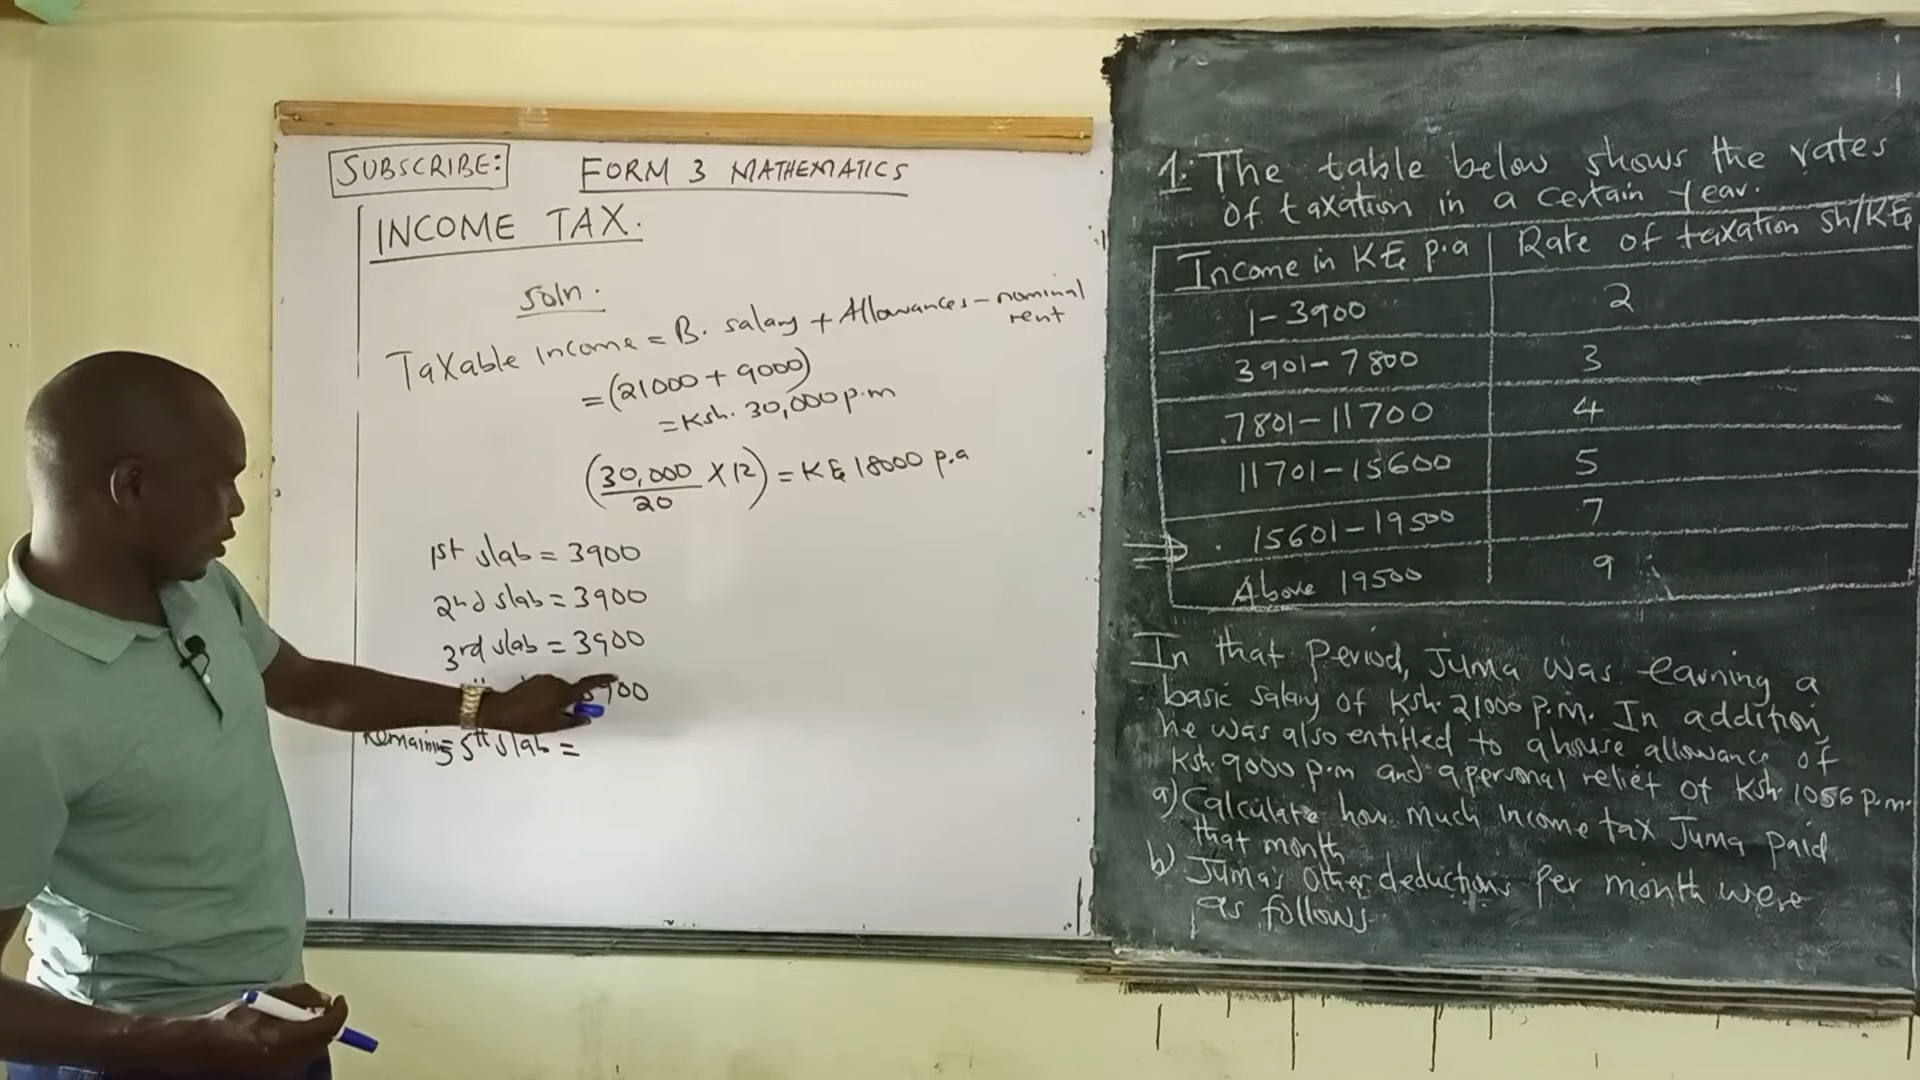 SUBSCRIBE: FORM 3 MATHEMATICS
INCOME TAX.
soln.
Taxable income = B. salary + Allowances - nominal rent
= (21000 + 9000)
= Ksh. 30,000 p.m
(30,000/20 X 12) = K£ 18000 p.a
1st slab = 3900
2nd slab = 3900
3rd slab = 3900
3900
Remaining 5th slab =
1. The table below shows the rates
of taxation in a certain year.
Income in K£ p.a | Rate of taxation sh/K£
1-3900 2
3901-7800 3
7801-11700 4
11701-15600 5
15601-19500 7
Above 19500 9
In that period, Juma was earning a
basic salary of Ksh. 21000 P.M. In addition,
he was also entitled to a house allowance of
Ksh. 9000 p.m and a personal relief of Ksh 1056 p.m.
a) Calculate how much income tax Juma paid
that month
b) Juma's other deductions per month were
as follows